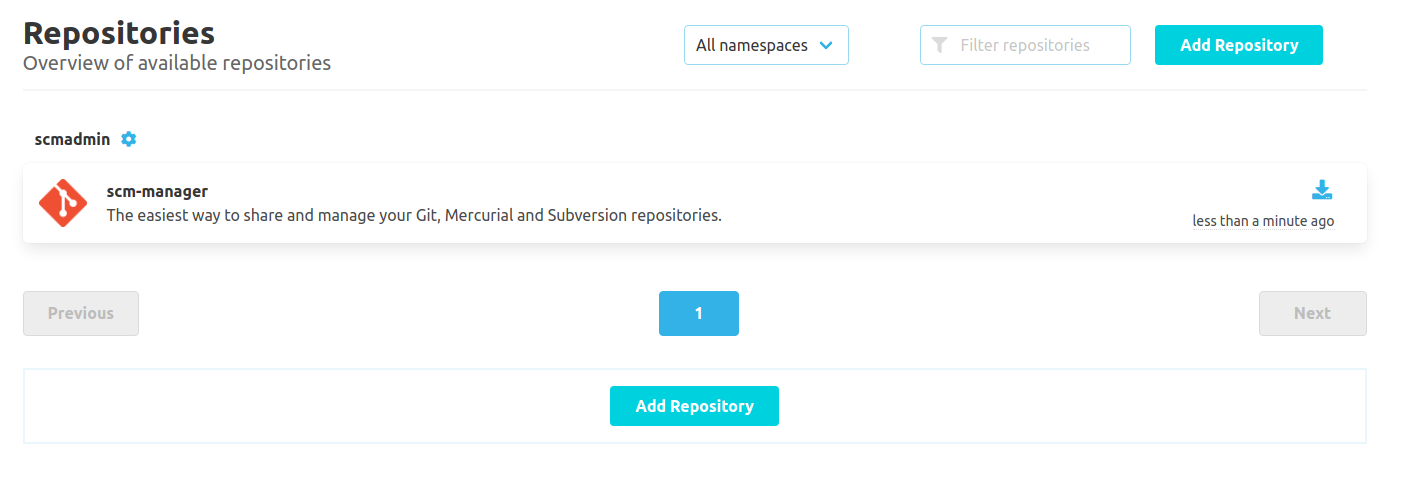 Repositories
Overview of available repositories
All namespaces
Filter repositories
Add Repository
scmadmin
scm-manager
The easiest way to share and manage your Git, Mercurial and Subversion repositories.
less than a minute ago
Previous
1
Next
Add Repository